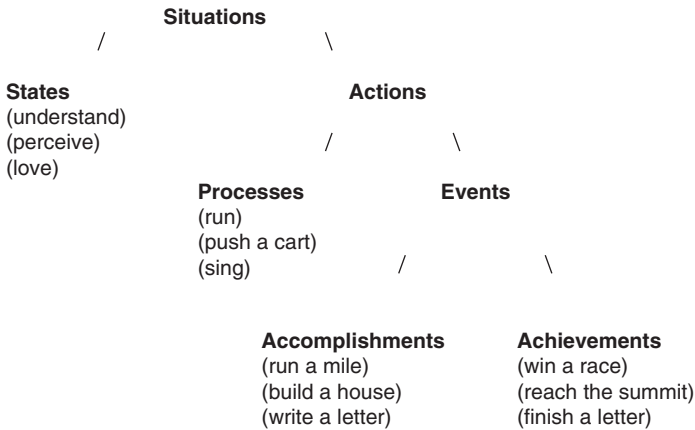 Situations
/ \
States Actions
(understand)
(perceive) / \
(love)
Processes Events
(run)
(push a cart)
(sing) / \
Accomplishments Achievements
(run a mile) (win a race)
(build a house) (reach the summit)
(write a letter) (finish a letter)